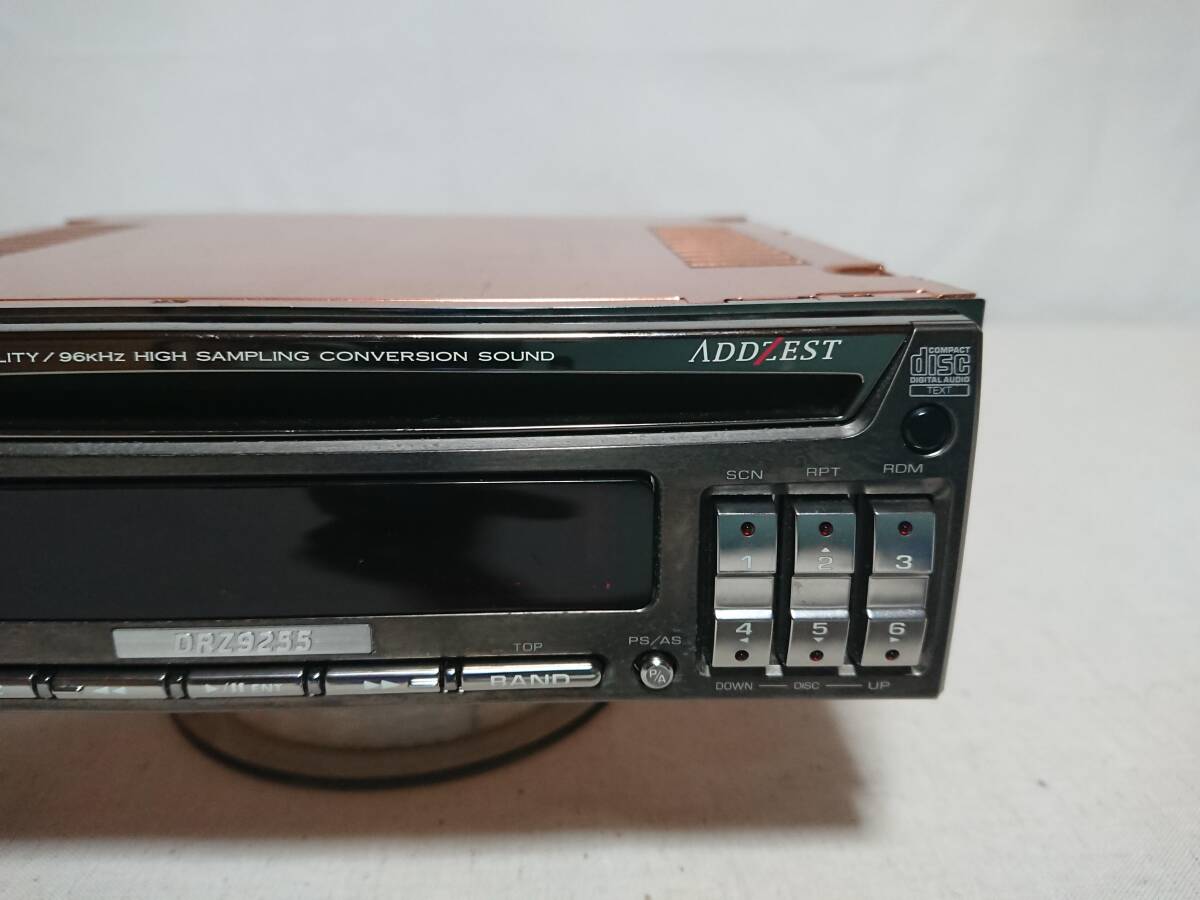 LITY / 96KHZ HIGH SAMPLING CONVERSION SOUND
ADDZEST
COMPACT
disc
DIGITAL AUDIO
TEXT
SCN RPT RDM
1 2 3
4 5 6
DOWN DISC UP
DRZ9255
TOP
PS/AS
ENT
BAND
P/A